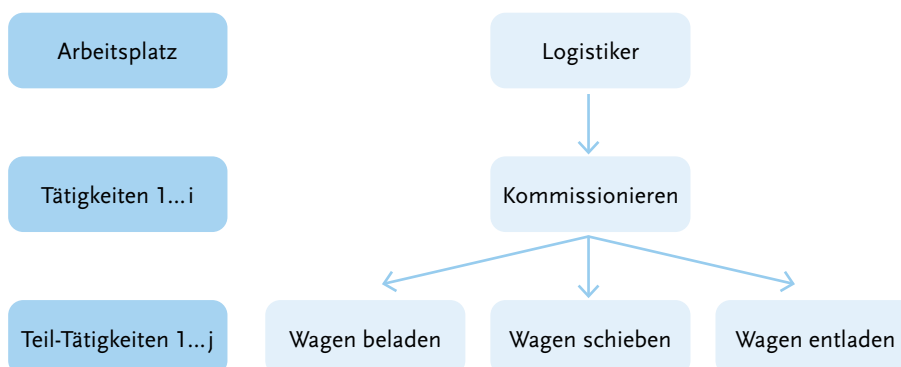 Arbeitsplatz
Logistiker
Tätigkeiten 1...i
Kommissionieren
Teil-Tätigkeiten 1...j
Wagen beladen
Wagen schieben
Wagen entladen